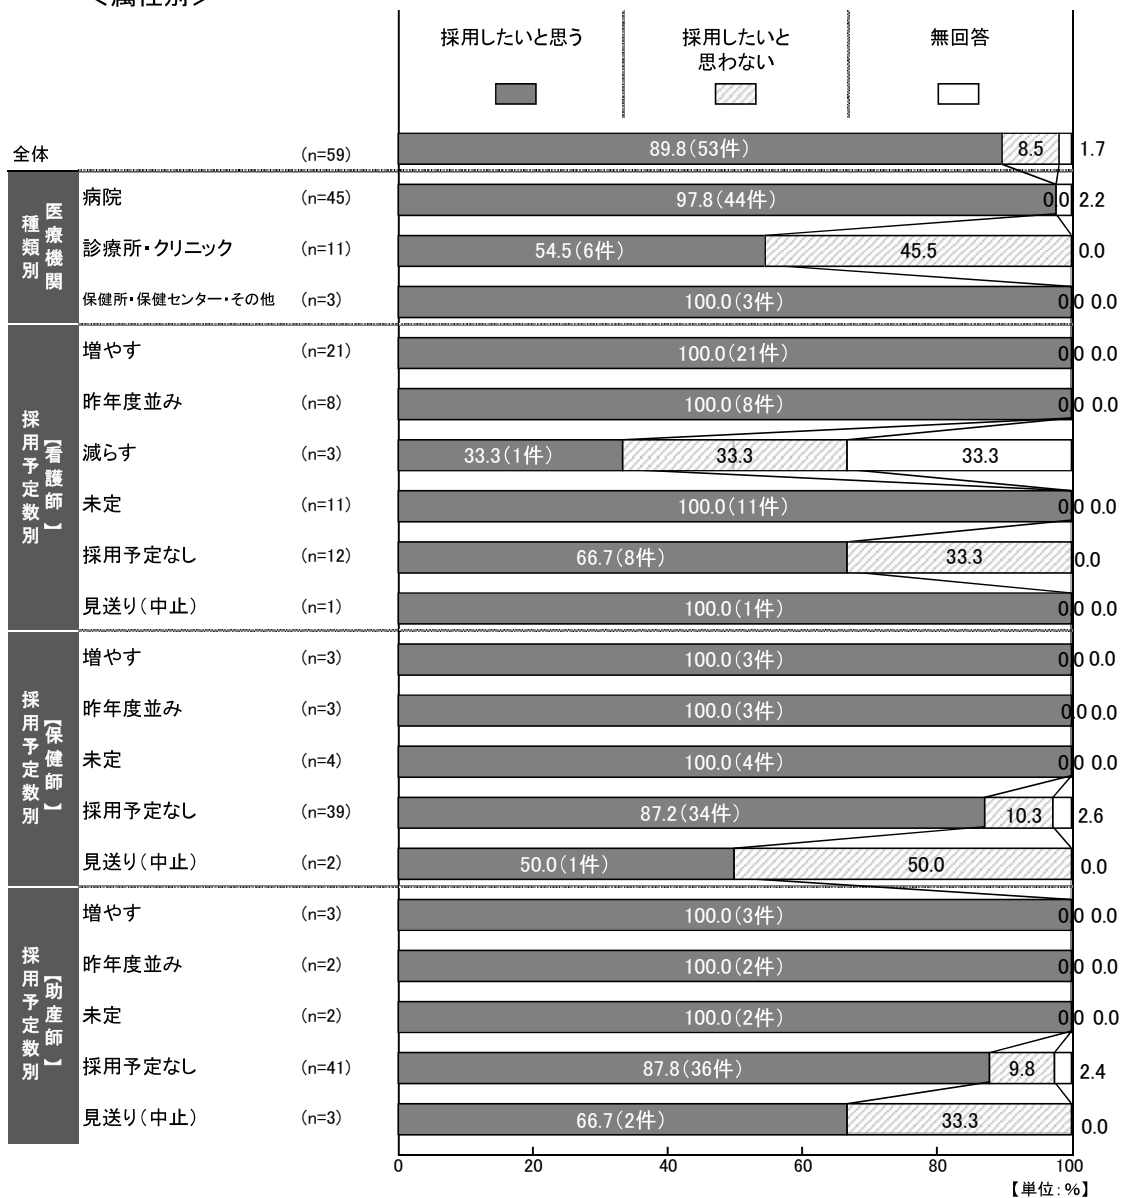 ＜属性別＞
採用したいと思う
採用したいと
思わない
無回答
全体 (n=59) 89.8(53件) 8.5 1.7
医療機関
種類別
病院 (n=45) 97.8(44件) 0.0 2.2
診療所・クリニック (n=11) 54.5(6件) 45.5 0.0
保健所・保健センター・その他 (n=3) 100.0(3件) 0.0 0.0
【看護師】
採用予定数別
増やす (n=21) 100.0(21件) 0.0 0.0
昨年度並み (n=8) 100.0(8件) 0.0 0.0
減らす (n=3) 33.3(1件) 33.3 33.3
未定 (n=11) 100.0(11件) 0.0 0.0
採用予定なし (n=12) 66.7(8件) 33.3 0.0
見送り(中止) (n=1) 100.0(1件) 0.0 0.0
【保健師】
採用予定数別
増やす (n=3) 100.0(3件) 0.0 0.0
昨年度並み (n=3) 100.0(3件) 0.0 0.0
未定 (n=4) 100.0(4件) 0.0 0.0
採用予定なし (n=39) 87.2(34件) 10.3 2.6
見送り(中止) (n=2) 50.0(1件) 50.0 0.0
【助産師】
採用予定数別
増やす (n=3) 100.0(3件) 0.0 0.0
昨年度並み (n=2) 100.0(2件) 0.0 0.0
未定 (n=2) 100.0(2件) 0.0 0.0
採用予定なし (n=41) 87.8(36件) 9.8 2.4
見送り(中止) (n=3) 66.7(2件) 33.3 0.0
0 20 40 60 80 100
【単位：%】